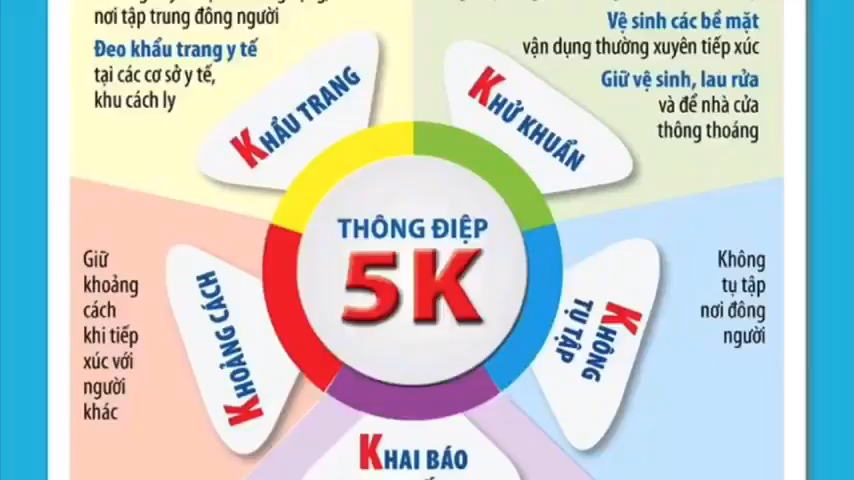 nơi tập trung đông người
Đeo khẩu trang y tế
tại các cơ sở y tế,
khu cách ly
KHẨU TRANG
Vệ sinh các bề mặt
vận dụng thường xuyên tiếp xúc
Giữ vệ sinh, lau rửa
và để nhà cửa
thông thoáng
KHỬ KHUẨN
THÔNG ĐIỆP
5K
Giữ
khoảng
cách
khi tiếp
xúc với
người
khác
KHOẢNG CÁCH
KHÔNG
TỤ TẬP
Không
tụ tập
nơi đông
người
KHAI BÁO